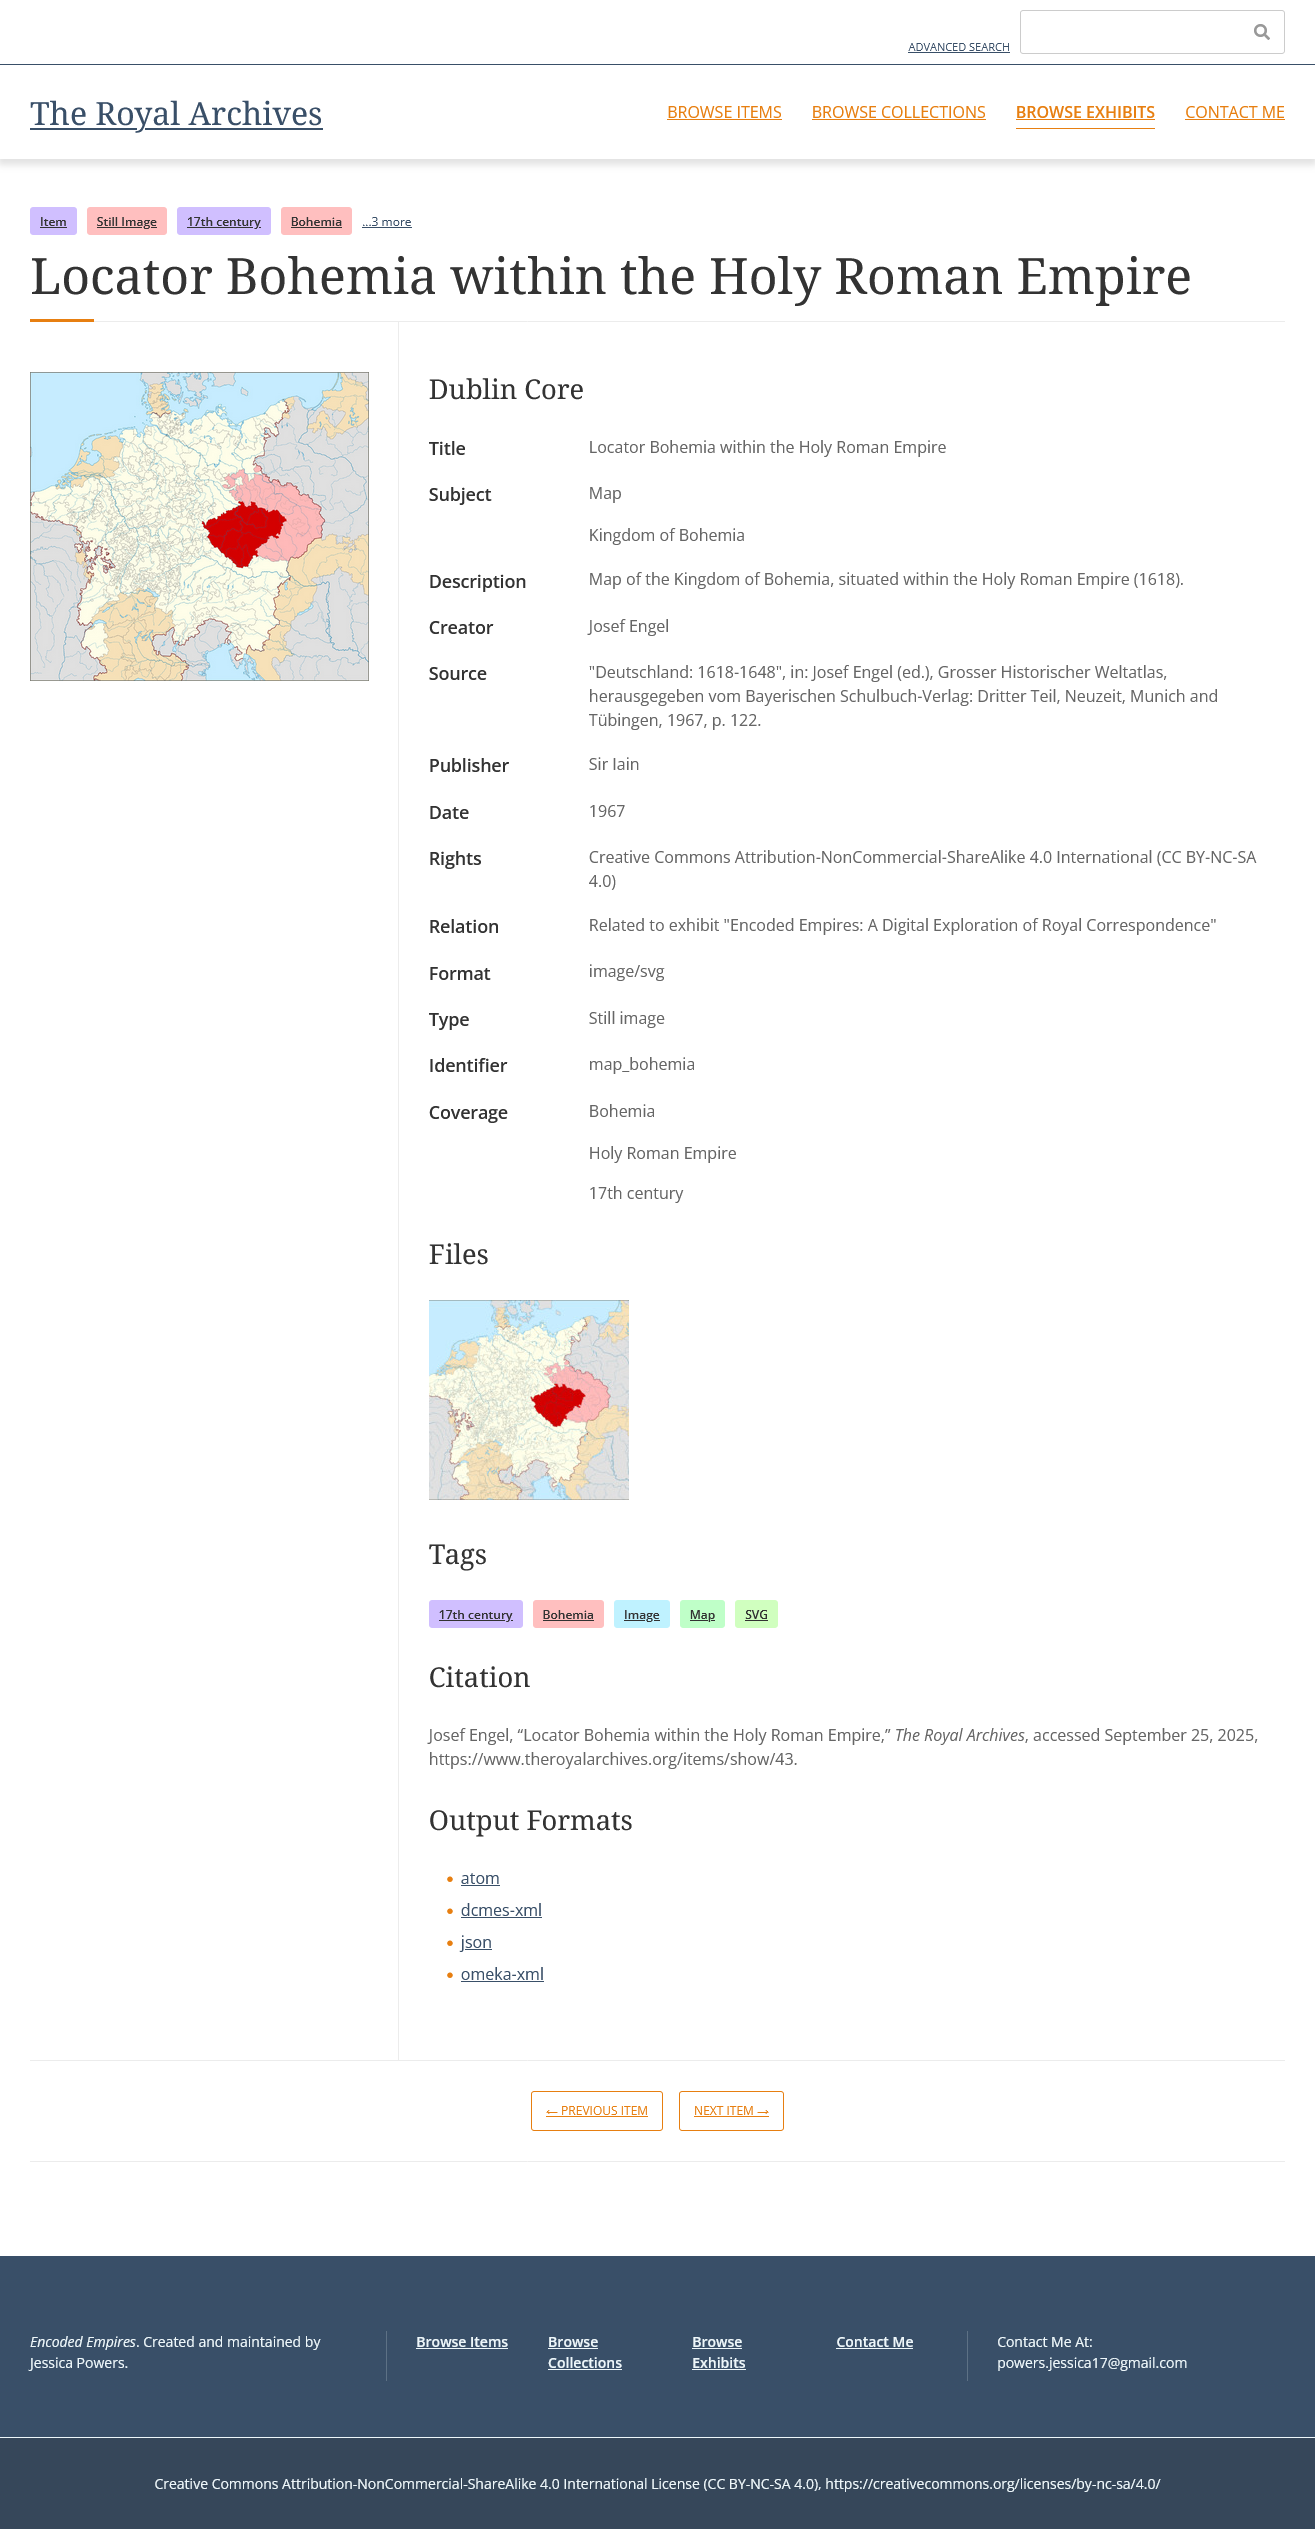 ADVANCED SEARCH
The Royal Archives
BROWSE ITEMS
BROWSE COLLECTIONS
BROWSE EXHIBITS
CONTACT ME
Item
Still Image
17th century
Bohemia
...3 more
Locator Bohemia within the Holy Roman Empire
Dublin Core
Title
Locator Bohemia within the Holy Roman Empire
Subject
Map
Kingdom of Bohemia
Description
Map of the Kingdom of Bohemia, situated within the Holy Roman Empire (1618).
Creator
Josef Engel
Source
"Deutschland: 1618-1648", in: Josef Engel (ed.), Grosser Historischer Weltatlas,
herausgegeben vom Bayerischen Schulbuch-Verlag: Dritter Teil, Neuzeit, Munich and
Tübingen, 1967, p. 122.
Publisher
Sir Iain
Date
1967
Rights
Creative Commons Attribution-NonCommercial-ShareAlike 4.0 International (CC BY-NC-SA
4.0)
Relation
Related to exhibit "Encoded Empires: A Digital Exploration of Royal Correspondence"
Format
image/svg
Type
Still image
Identifier
map_bohemia
Coverage
Bohemia
Holy Roman Empire
17th century
Files
Tags
17th century
Bohemia
Image
Map
SVG
Citation
Josef Engel, “Locator Bohemia within the Holy Roman Empire,” The Royal Archives, accessed September 25, 2025,
https://www.theroyalarchives.org/items/show/43.
Output Formats
• atom
• dcmes-xml
• json
• omeka-xml
← PREVIOUS ITEM
NEXT ITEM →
Encoded Empires. Created and maintained by
Jessica Powers.
Browse Items
Browse
Collections
Browse
Exhibits
Contact Me
Contact Me At:
powers.jessica17@gmail.com
Creative Commons Attribution-NonCommercial-ShareAlike 4.0 International License (CC BY-NC-SA 4.0), https://creativecommons.org/licenses/by-nc-sa/4.0/